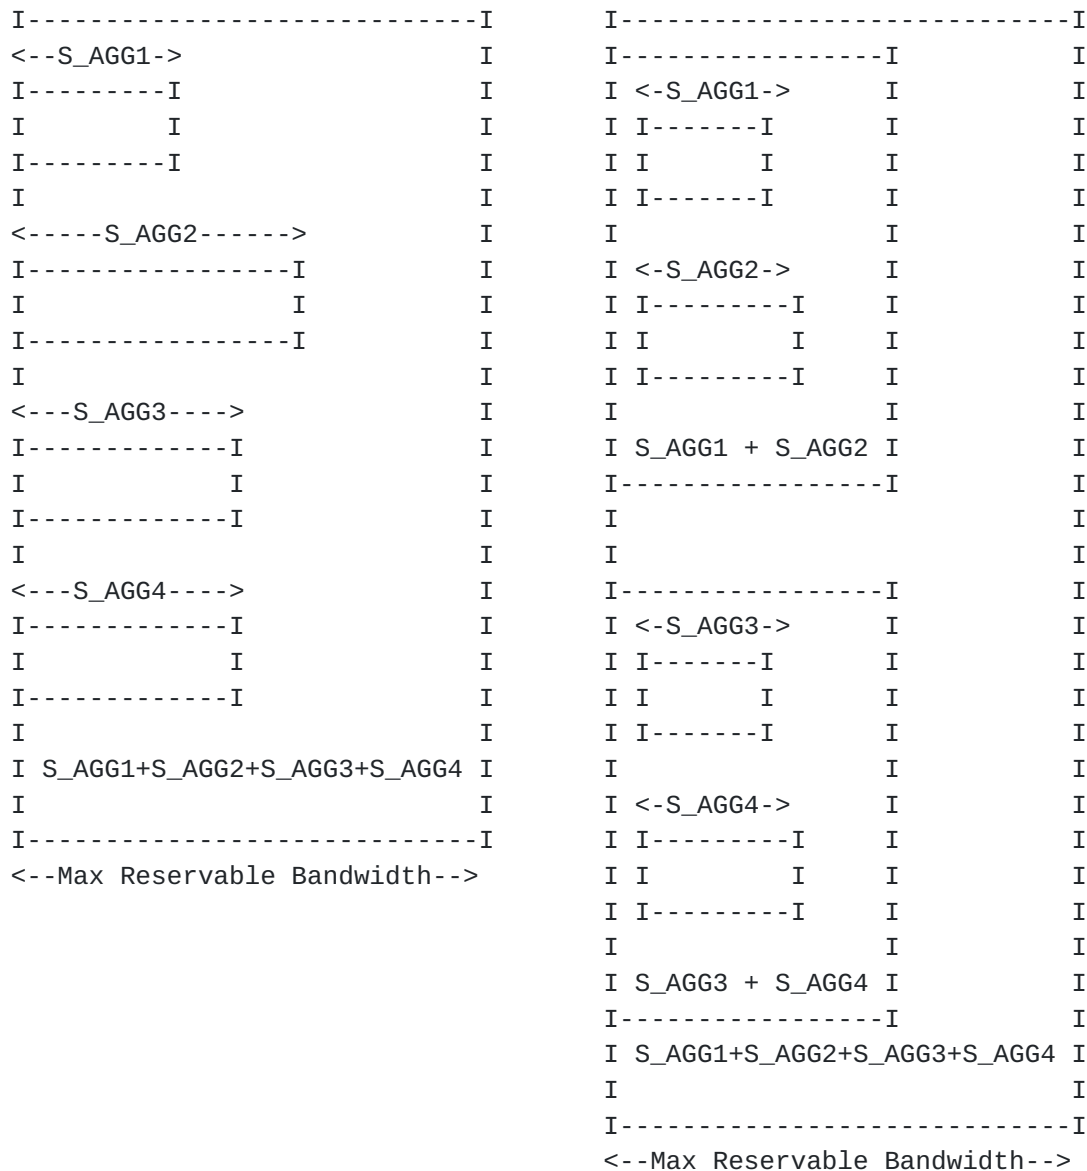 I-----------------------------I       I-----------------------------I
<--S_AGG1->                   I       I-----------------I           I
I---------I                   I       I <-S_AGG1->      I           I
I         I                   I       I I-------I       I           I
I---------I                   I       I I       I       I           I
I                             I       I I-------I       I           I
<-----S_AGG2------>           I       I                 I           I
I-----------------I           I       I <-S_AGG2->      I           I
I                 I           I       I I---------I     I           I
I-----------------I           I       I I         I     I           I
I                             I       I I---------I     I           I
<---S_AGG3---->               I       I                 I           I
I-------------I               I       I S_AGG1 + S_AGG2 I           I
I             I               I       I-----------------I           I
I-------------I               I       I                             I
I                             I       I                             I
<---S_AGG4---->               I       I-----------------I           I
I-------------I               I       I <-S_AGG3->      I           I
I             I               I       I I-------I       I           I
I-------------I               I       I I       I       I           I
I                             I       I I-------I       I           I
I S_AGG1+S_AGG2+S_AGG3+S_AGG4 I       I                 I           I
I                             I       I <-S_AGG4->      I           I
I-----------------------------I       I I---------I     I           I
<--Max Reservable Bandwidth-->        I I         I     I           I
                                      I I---------I     I           I
                                      I                 I           I
                                      I S_AGG3 + S_AGG4 I           I
                                      I-----------------I           I
                                      I S_AGG1+S_AGG2+S_AGG3+S_AGG4 I
                                      I                             I
                                      I-----------------------------I
                                      <--Max Reservable Bandwidth-->